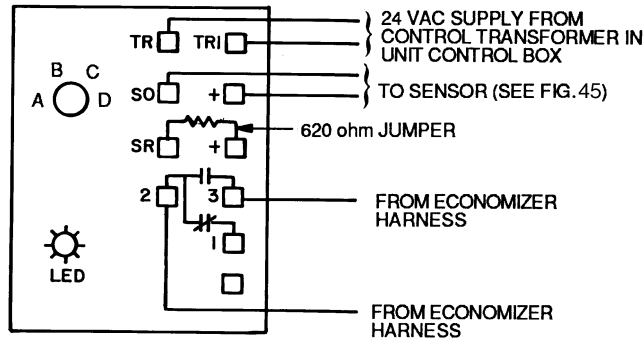 TR TR1
24 VAC SUPPLY FROM
CONTROL TRANSFORMER IN
UNIT CONTROL BOX
B C
A D
SO +
TO SENSOR (SEE FIG. 45)
620 ohm JUMPER
SR +
2 3
FROM ECONOMIZER
HARNESS
1
LED
FROM ECONOMIZER
HARNESS